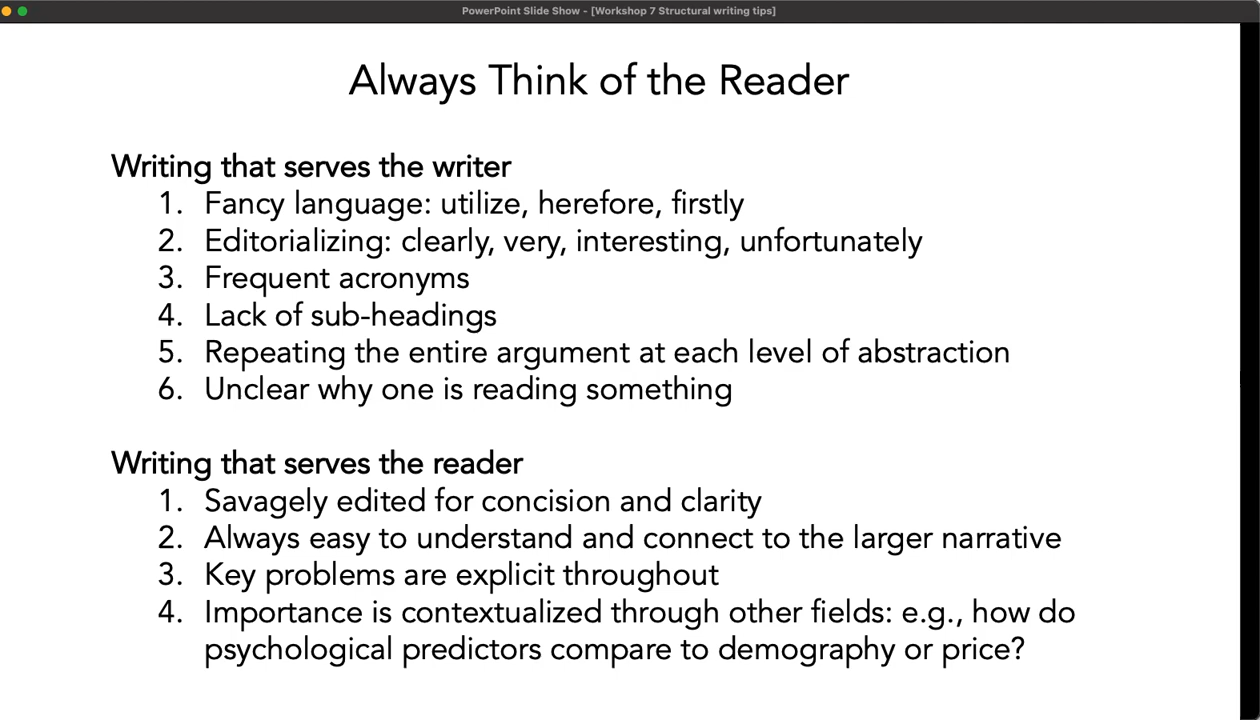 PowerPoint Slide Show - [Workshop 7 Structural writing tips]
Always Think of the Reader
Writing that serves the writer
1. Fancy language: utilize, herefore, firstly
2. Editorializing: clearly, very, interesting, unfortunately
3. Frequent acronyms
4. Lack of sub-headings
5. Repeating the entire argument at each level of abstraction
6. Unclear why one is reading something
Writing that serves the reader
1. Savagely edited for concision and clarity
2. Always easy to understand and connect to the larger narrative
3. Key problems are explicit throughout
4. Importance is contextualized through other fields: e.g., how do
psychological predictors compare to demography or price?